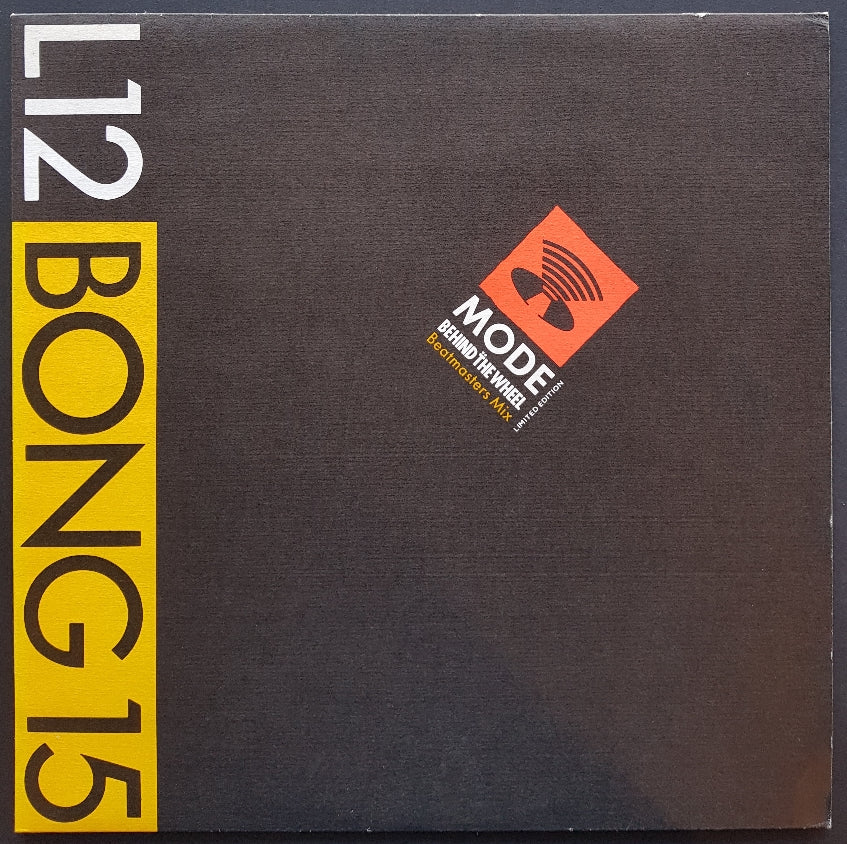 L12 BONG 15
MODE
BEHIND THE WHEEL
Beatmasters Mix
LIMITED EDITION